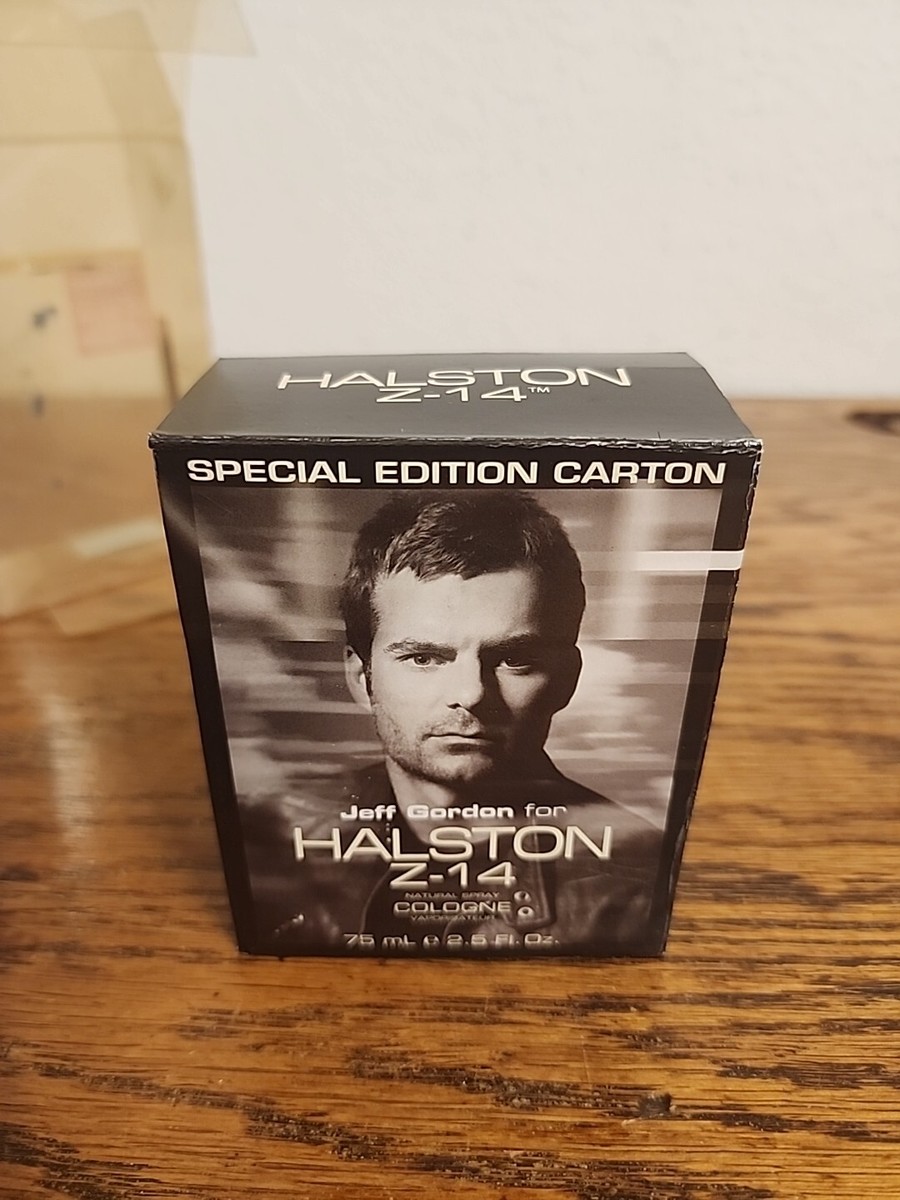 HALSTON
Z-14™
SPECIAL EDITION CARTON
Jeff Gordon for
HALSTON
Z-14
NATURAL SPRAY
COLOGNE
VAPORISATEUR
75 mL e 2.5 Fl. Oz.